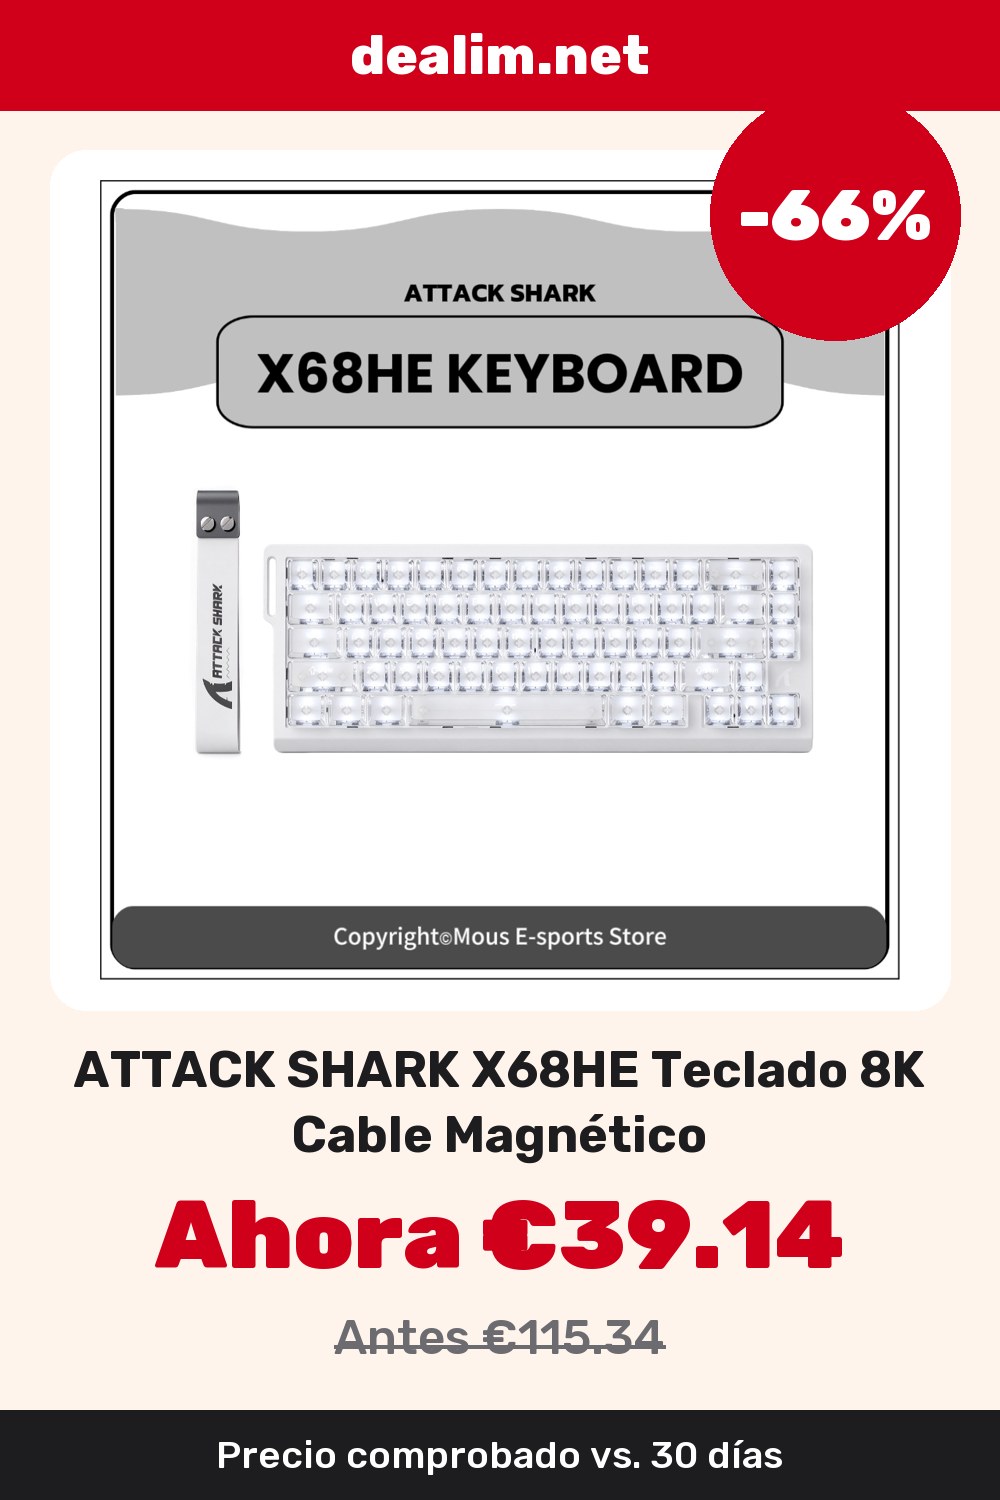 dealim.net
-66%
ATTACK SHARK
X68HE KEYBOARD
ATTACK SHARK
Copyright©Mous E-sports Store
ATTACK SHARK X68HE Teclado 8K
Cable Magnético
Ahora €39.14
Antes €115.34
Precio comprobado vs. 30 días